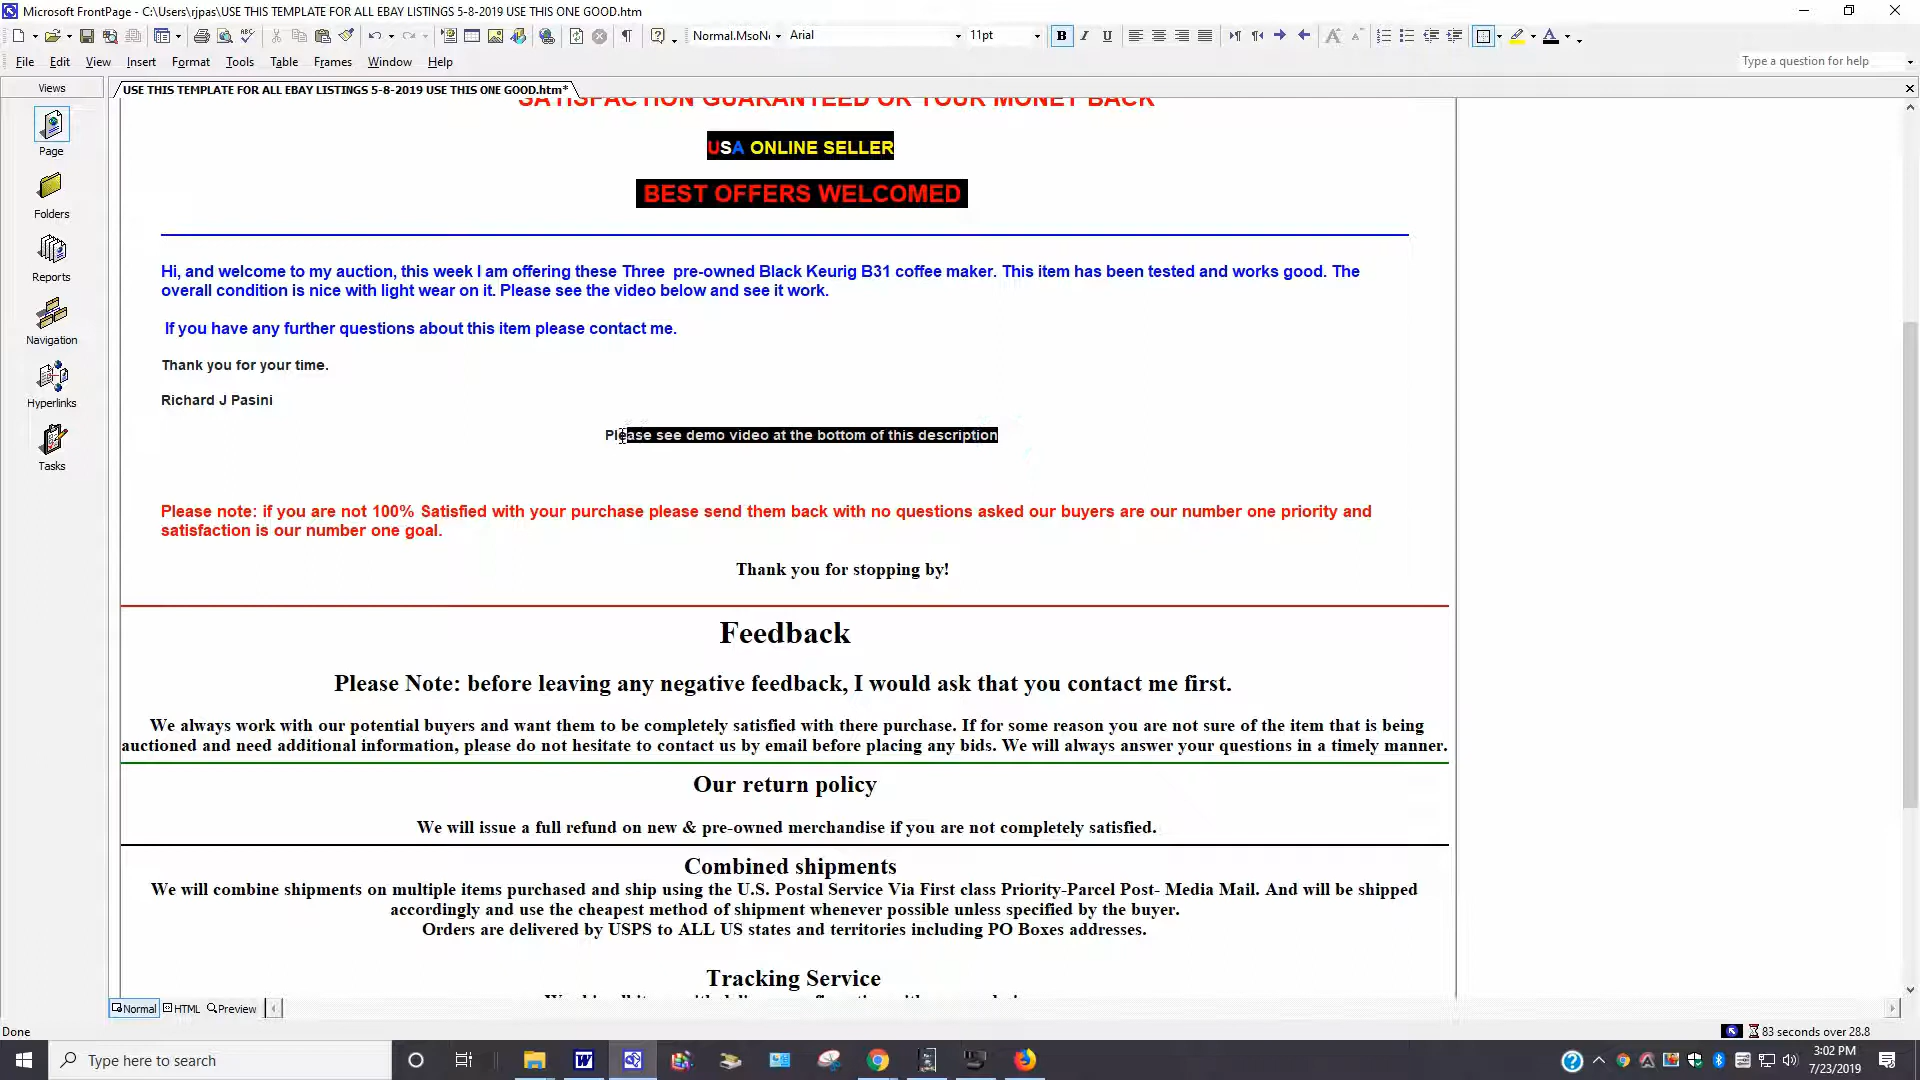 Microsoft FrontPage - C:\Users\rjpas\USE THIS TEMPLATE FOR ALL EBAY LISTINGS 5-8-2019 USE THIS ONE GOOD.htm
Normal.MsoN
Arial
11pt
B I U
File Edit View Insert Format Tools Table Frames Window Help
Type a question for help
Views
USE THIS TEMPLATE FOR ALL EBAY LISTINGS 5-8-2019 USE THIS ONE GOOD.htm*
Page
Folders
Reports
Navigation
Hyperlinks
Tasks
SATISFACTION GUARANTEED OR YOUR MONEY BACK
USA ONLINE SELLER
BEST OFFERS WELCOMED
Hi, and welcome to my auction, this week I am offering these Three pre-owned Black Keurig B31 coffee maker. This item has been tested and works good. The
overall condition is nice with light wear on it. Please see the video below and see it work.
If you have any further questions about this item please contact me.
Thank you for your time.
Richard J Pasini
Please see demo video at the bottom of this description
Please note: if you are not 100% Satisfied with your purchase please send them back with no questions asked our buyers are our number one priority and
satisfaction is our number one goal.
Thank you for stopping by!
Feedback
Please Note: before leaving any negative feedback, I would ask that you contact me first.
We always work with our potential buyers and want them to be completely satisfied with there purchase. If for some reason you are not sure of the item that is being
auctioned and need additional information, please do not hesitate to contact us by email before placing any bids. We will always answer your questions in a timely manner.
Our return policy
We will issue a full refund on new & pre-owned merchandise if you are not completely satisfied.
Combined shipments
We will combine shipments on multiple items purchased and ship using the U.S. Postal Service Via First class Priority-Parcel Post- Media Mail. And will be shipped
accordingly and use the cheapest method of shipment whenever possible unless specified by the buyer.
Orders are delivered by USPS to ALL US states and territories including PO Boxes addresses.
Tracking Service
Normal HTML Preview
Done
83 seconds over 28.8
Type here to search
3:02 PM
7/23/2019